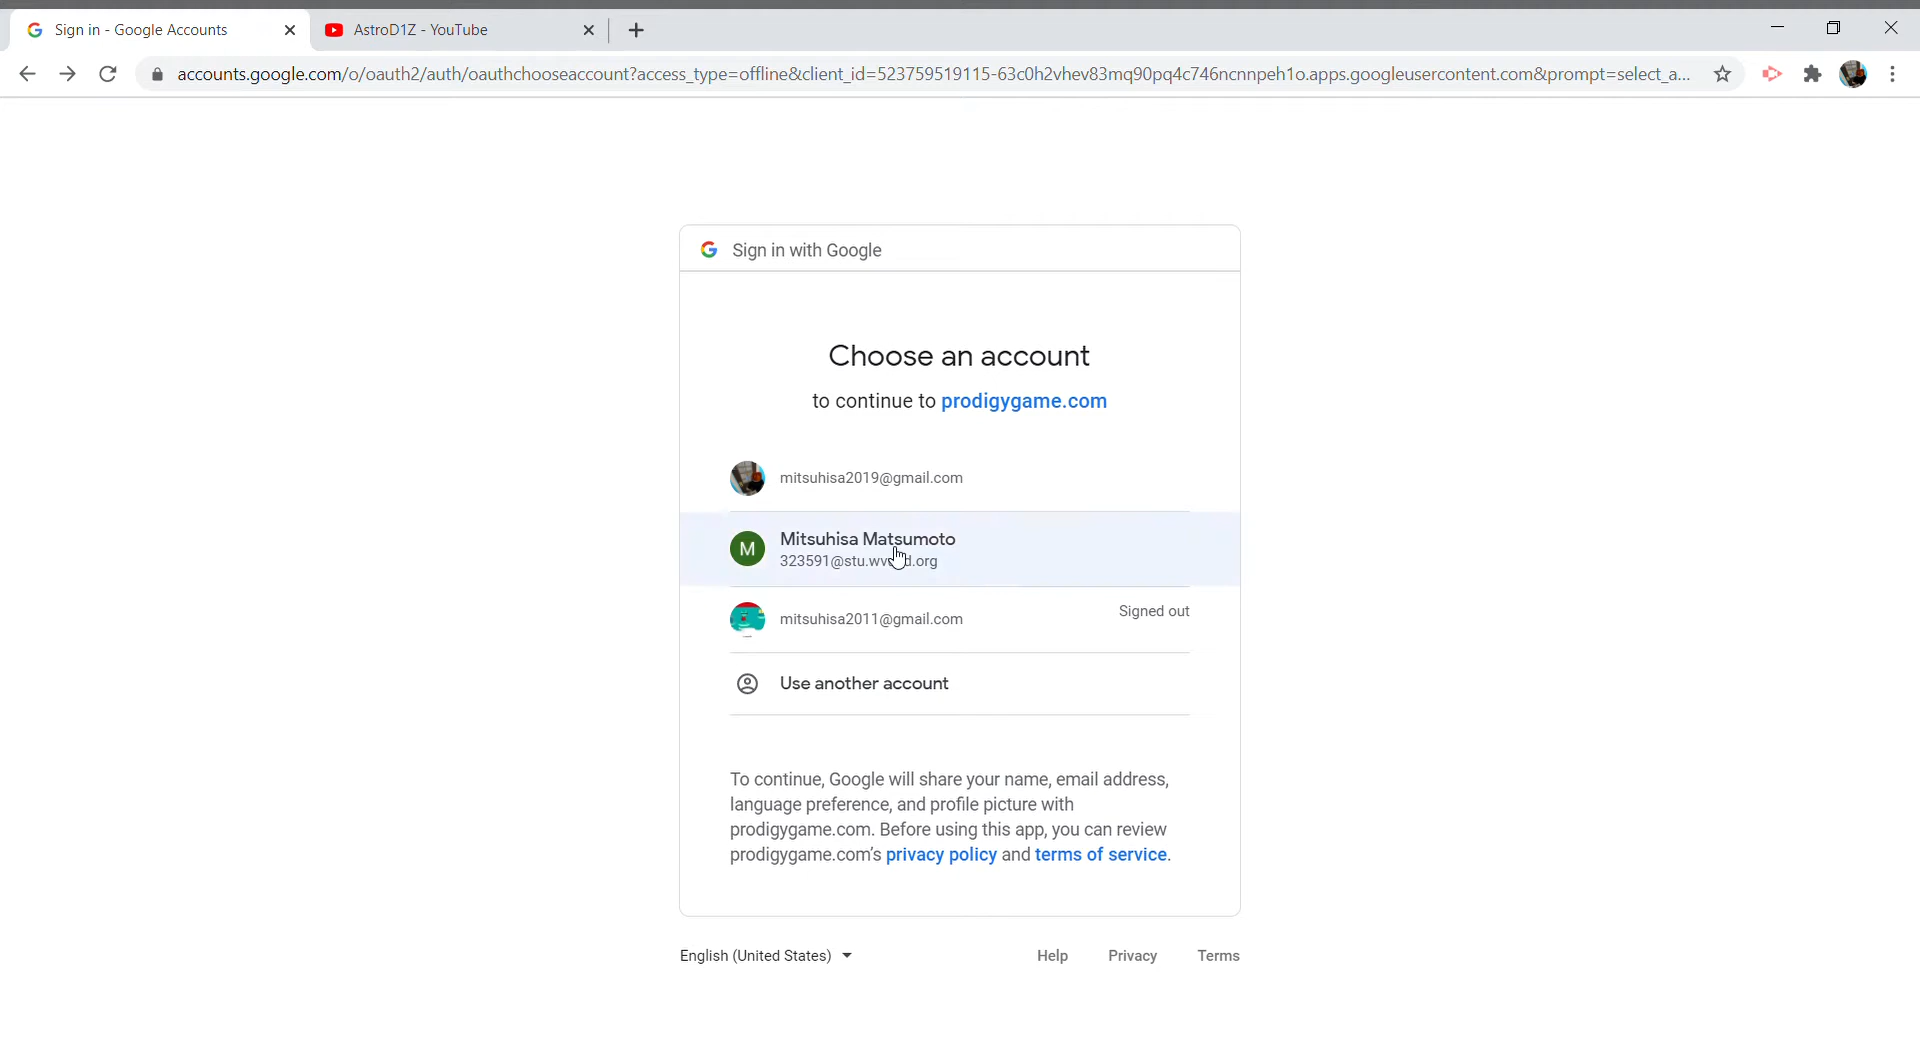 Sign in - Google Accounts
AstroD1Z - YouTube
accounts.google.com/o/oauth2/auth/oauthchooseaccount?access_type=offline&client_id=523759519115-63c0h2vhev83mq90pq4c746ncnnpeh1o.apps.googleusercontent.com&prompt=select_a...
Sign in with Google
Choose an account
to continue to prodigygame.com
mitsuhisa2019@gmail.com
M
Mitsuhisa Matsumoto
323591@stu.wv d.org
mitsuhisa2011@gmail.com
Signed out
Use another account
To continue, Google will share your name, email address,
language preference, and profile picture with
prodigygame.com. Before using this app, you can review
prodigygame.com's privacy policy and terms of service.
English (United States)
Help Privacy Terms